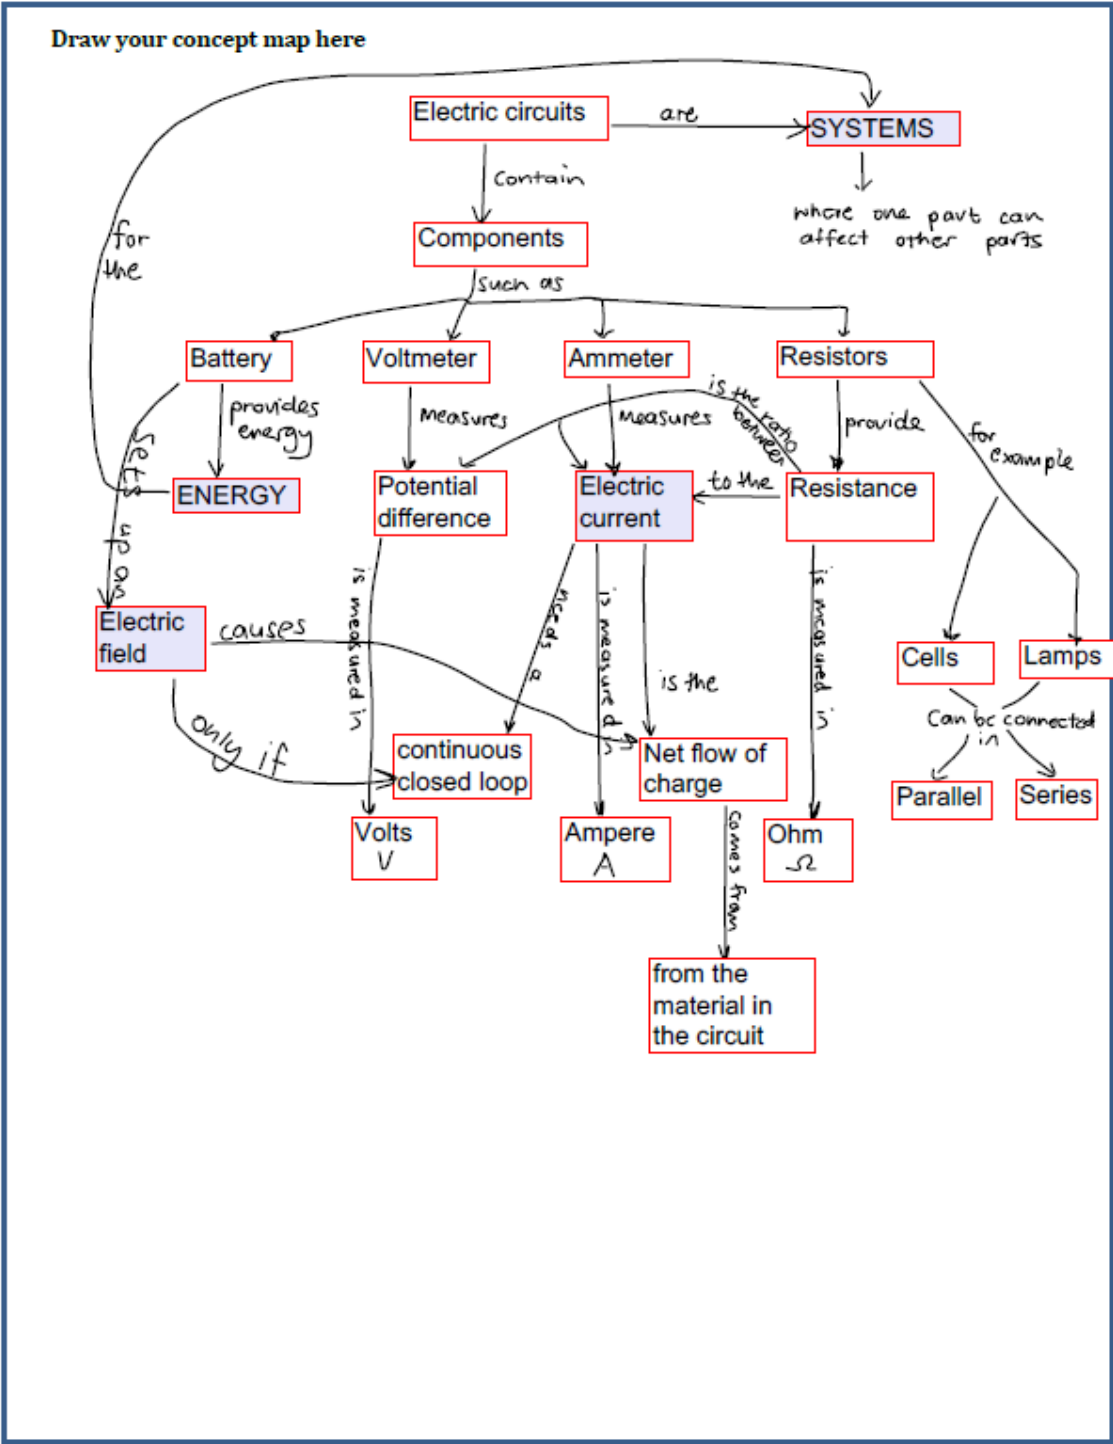 Draw your concept map here
Electric circuits
are
SYSTEMS
contain
where one part can
affect other parts
for
the
Components
such as
Battery
Voltmeter
Ammeter
Resistors
is the ratio
between
provides
energy
measures
measures
provide
for
example
sets up an
ENERGY
Potential
difference
Electric
current
to the
Resistance
Electric
field
causes
is measured in
needs a
is measured in
is the
is measured in
Cells
Lamps
only if
continuous
closed loop
Net flow of
charge
Can be connected
in
Parallel
Series
Volts
V
Ampere
A
comes from
Ohm
Ω
from the
material in
the circuit